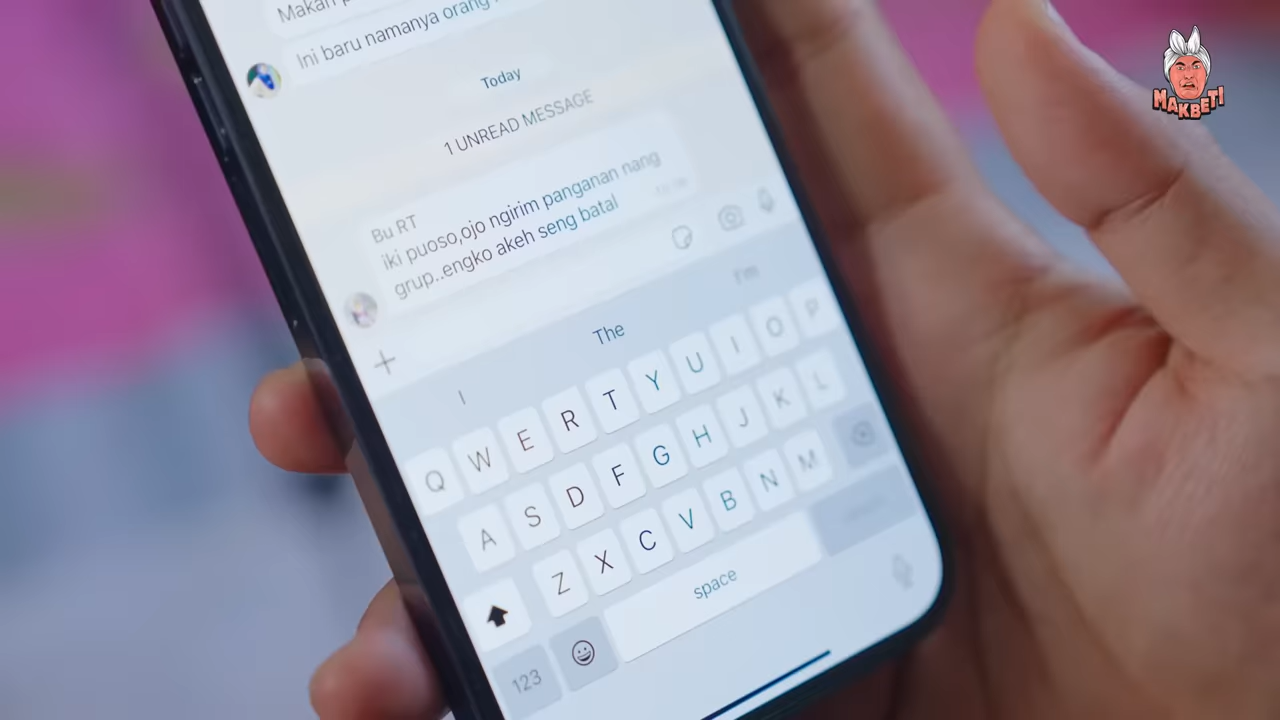 Makan
Ini baru namanya orang
Today
1 UNREAD MESSAGE
Bu RT
iki puoso,ojo ngirim panganan nang
grup..engko akeh seng batal
I
The
I'm
Q W E R T Y U I O P
A S D F G H J K L
Z X C V B N M
123
space
MAKBETI